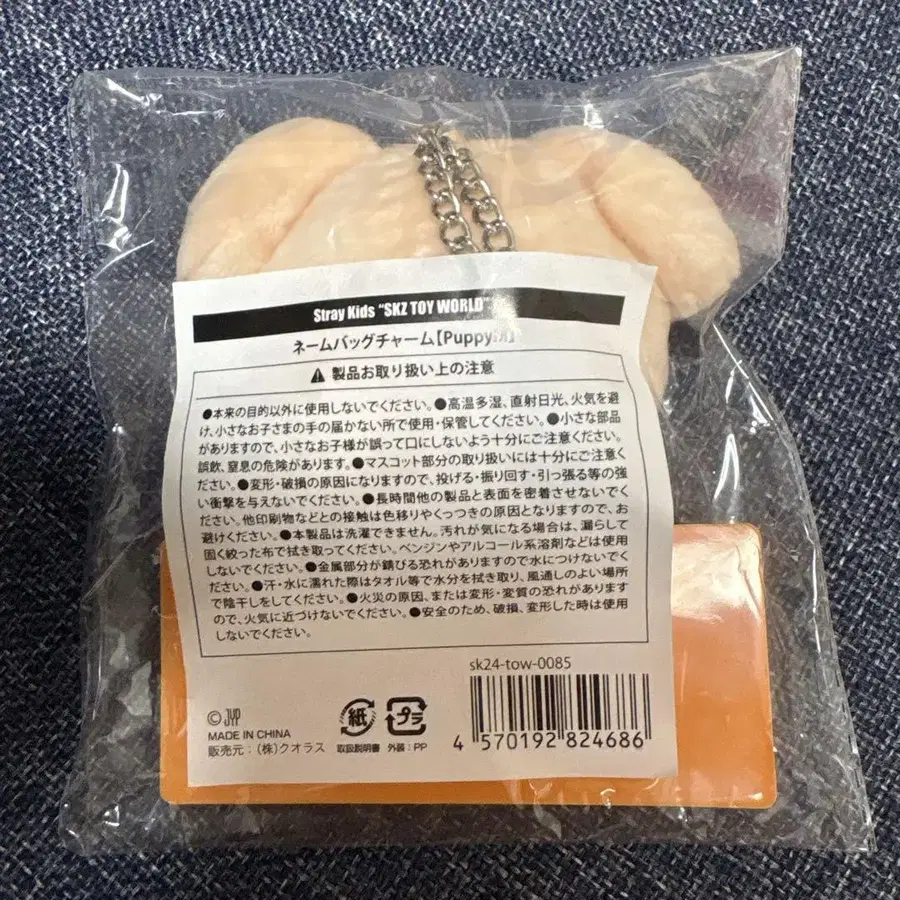 Stray Kids “SKZ TOY WORLD”
ネームバッグチャーム【Puppy
⚠ 製品お取り扱い上の注意
●本来の目的以外に使用しないでください。●高温多湿、直射日光、火気を避
け、小さなお子さまの手の届かない所で使用・保管してください。●小さな部品
がありますので、小さなお子様が誤って口にしないよう十分にご注意ください。
誤飲、窒息の危険があります。●マスコット部分の取り扱いには十分にご注意く
ださい。●変形・破損の原因になりますので、投げる・振り回す・引っ張る等の強
い衝撃を与えないでください。●長時間他の製品と表面を密着させないでく
ださい。他印刷物などとの接触は色移りやくっつきの原因となりますので、お
避けください。●本製品は洗濯できません。汚れが気になる場合は、濡らして
固く絞った布で拭き取ってください。ベンジンやアルコール系溶剤などは使用
しないでください。●金属部分が錆びる恐れがありますので水につけないでく
ださい。●汗・水に濡れた際はタオル等で水分を拭き取り、風通しのよい場所
で陰干しをしてください。●火災の原因、または変形・変質の恐れがあります
ので、火気に近づけないでください。●安全のため、破損、変形した時は使用
しないでください。
sk24-tow-0085
© JYP
MADE IN CHINA
販売元：（株）クオラス
紙
取扱説明書
プラ
外装：PP
4 570192 824686